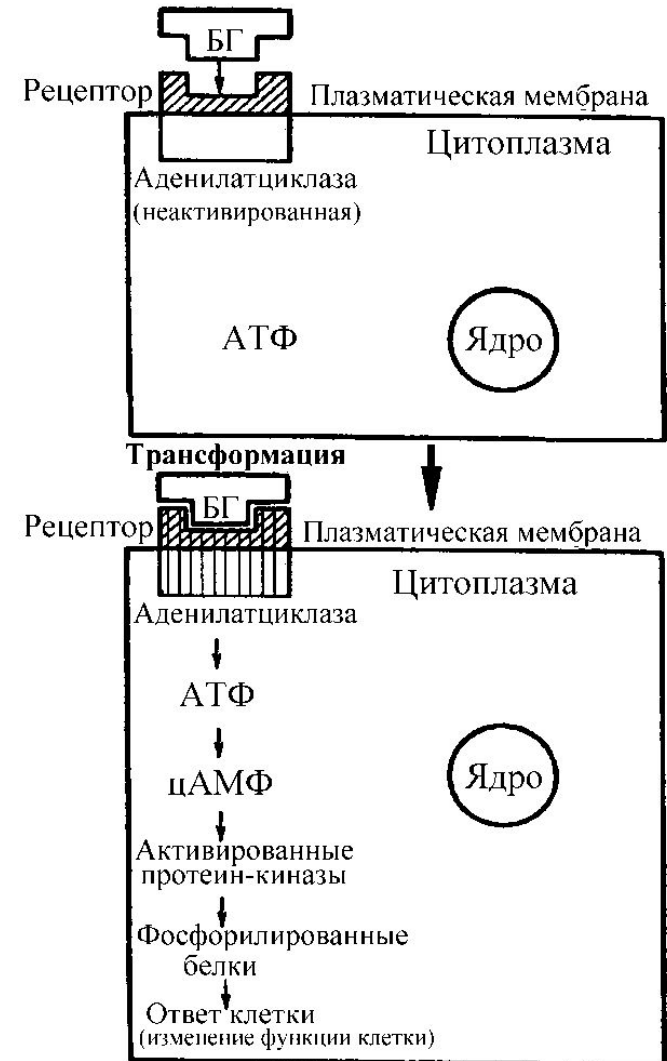 БГ
Рецептор
Плазматическая мембрана
Цитоплазма
Аденилатциклаза
(неактивированная)
АТФ
Ядро
Трансформация
БГ
Рецептор
Плазматическая мембрана
Цитоплазма
Аденилатциклаза
АТФ
цАМФ
Ядро
Активированные
протеин-киназы
Фосфорилированные
белки
Ответ клетки
(изменение функции клетки)